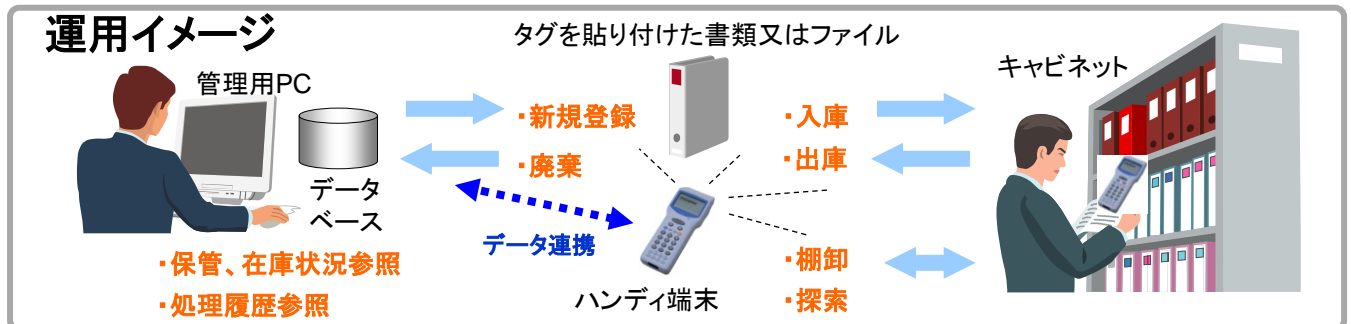 運用イメージ
管理用PC
データ
ベース
・保管、在庫状況参照
・処理履歴参照
・新規登録
・廃棄
データ連携
タグを貼り付けた書類又はファイル
ハンディ端末
・入庫
・出庫
・棚卸
・探索
キャビネット